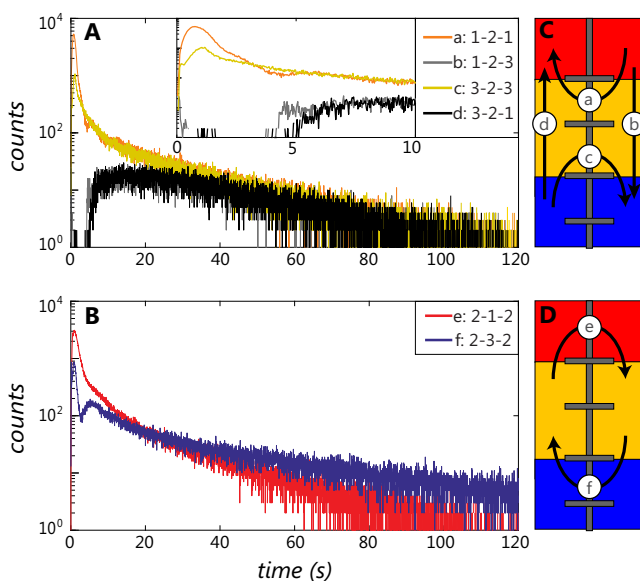 A
counts
10^4
10^2
10^0
0
20
40
60
80
100
120
0
5
10
a: 1-2-1
b: 1-2-3
c: 3-2-3
d: 3-2-1
C
a
d
b
c
B
counts
10^4
10^2
10^0
0
20
40
60
80
100
120
time (s)
e: 2-1-2
f: 2-3-2
D
e
f